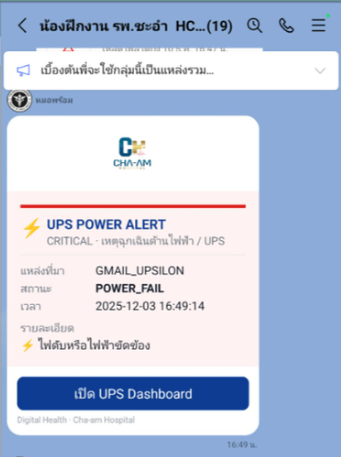 น้องฝึกงาน รพ.ชะอำ HC...(19)
เบื้องต้นพี่จะใช้กลุ่มนี้เป็นแหล่งรวม...
หมอพร้อม
CHA-AM
HOSPITAL
⚡ UPS POWER ALERT
CRITICAL · เหตุฉุกเฉินด้านไฟฟ้า / UPS
แหล่งที่มา GMAIL_UPSILON
สถานะ POWER_FAIL
เวลา 2025-12-03 16:49:14
รายละเอียด
⚡ ไฟดับหรือไฟฟ้าขัดข้อง
เปิด UPS Dashboard
Digital Health · Cha-am Hospital
16:49 น.